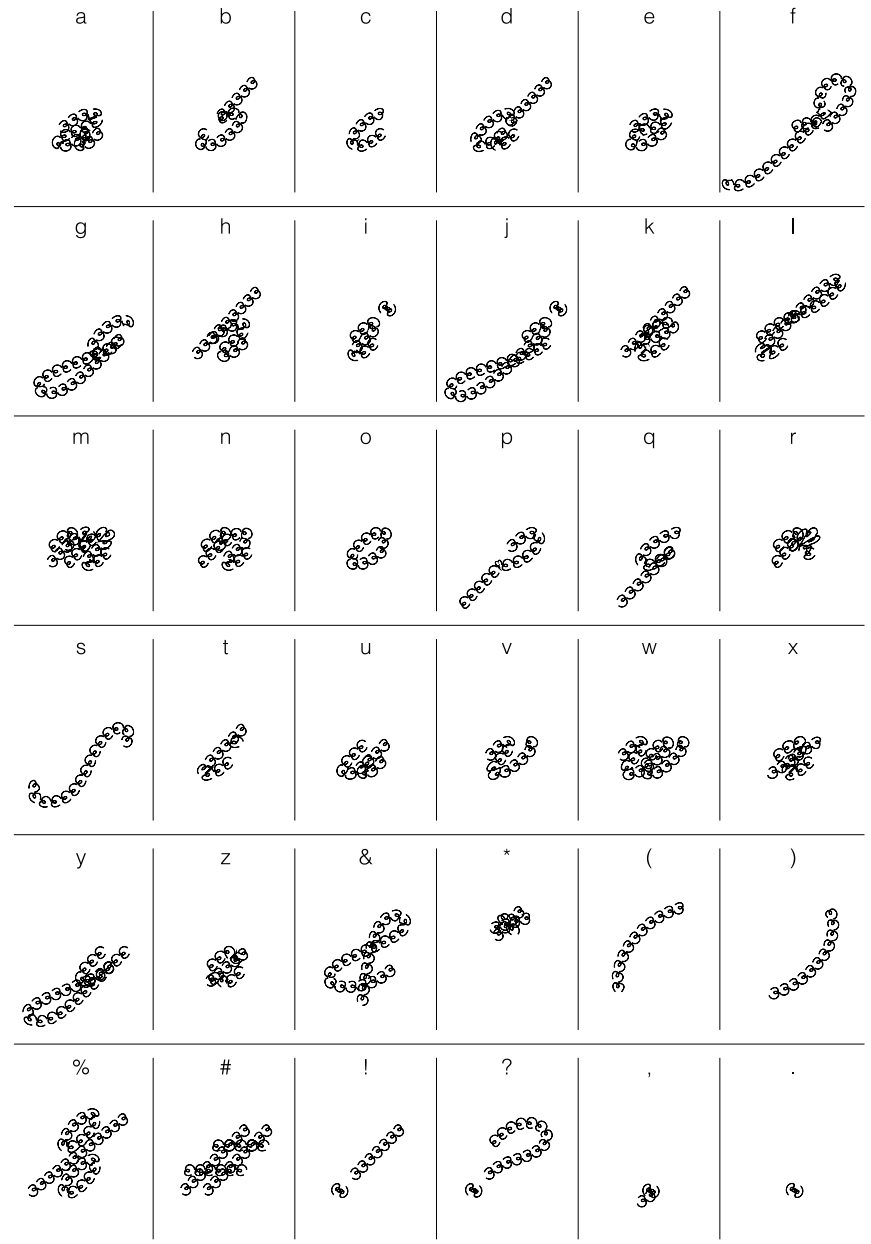 a b c d e f
g h i j k l
m n o p q r
s t u v w x
y z & * ( )
% # ! ? , .